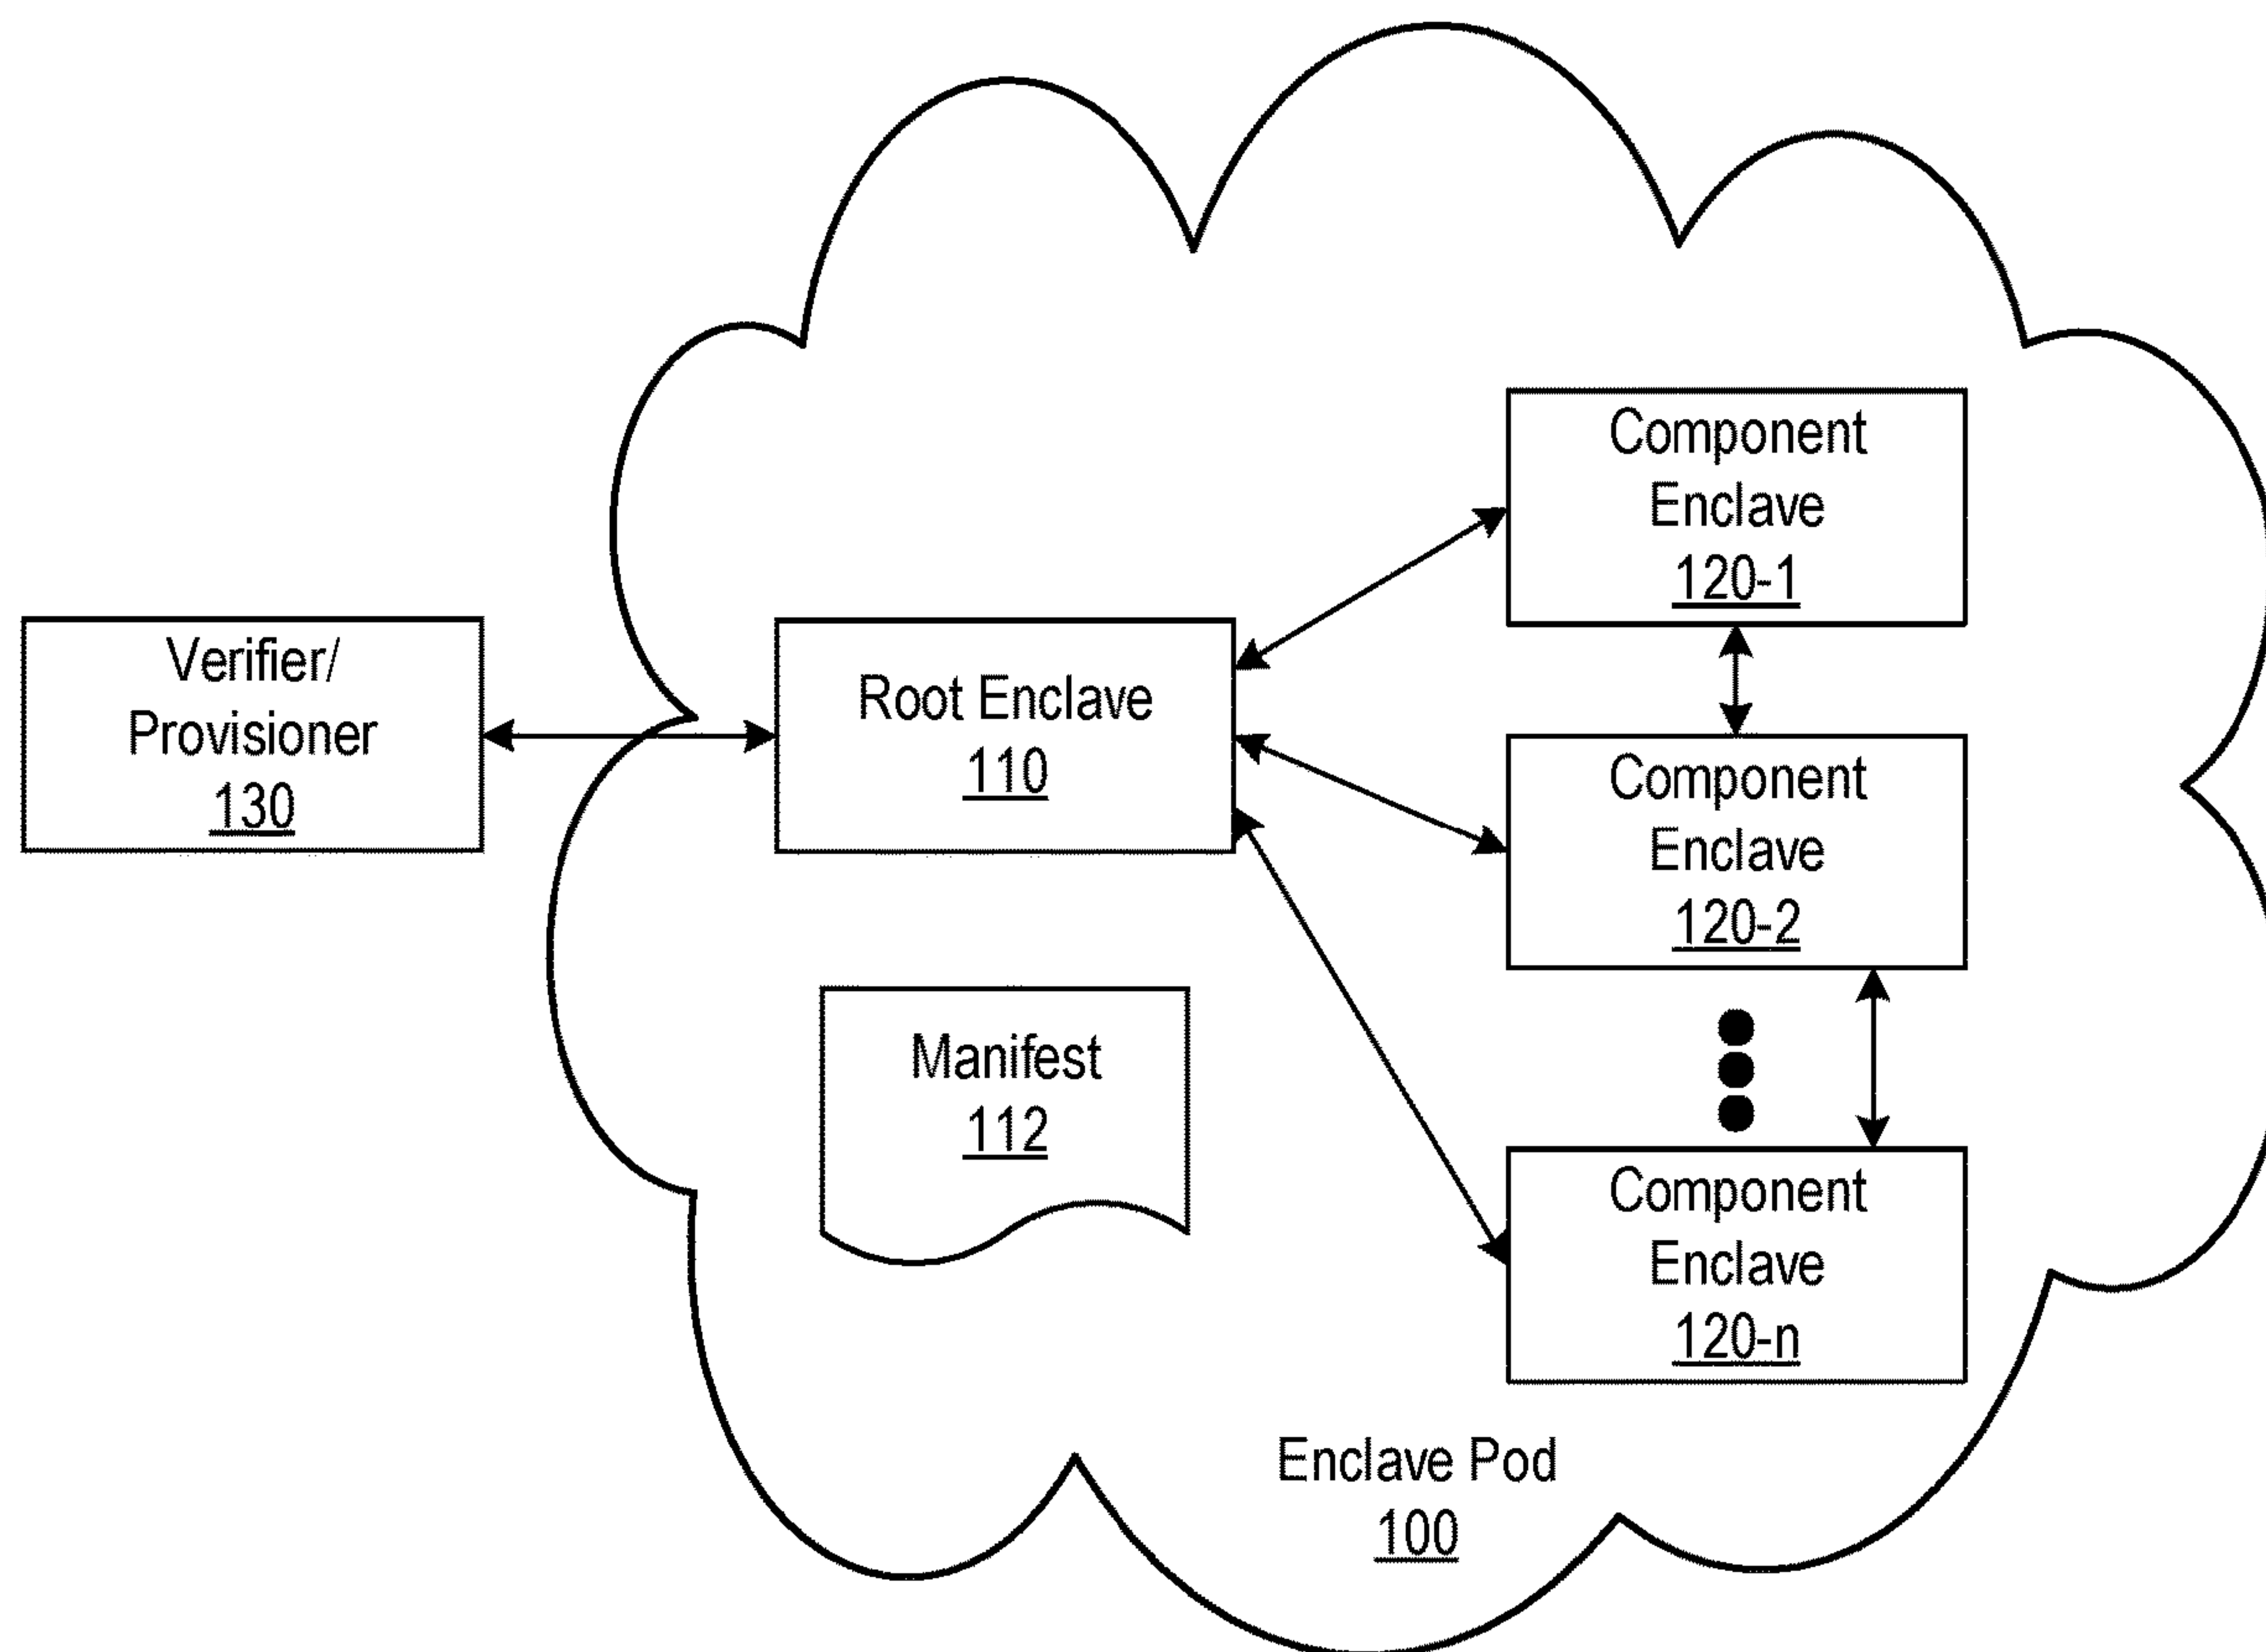 Verifier/
Provisioner
130
Root Enclave
110
Manifest
112
Component
Enclave
120-1
Component
Enclave
120-2
Component
Enclave
120-n
Enclave Pod
100